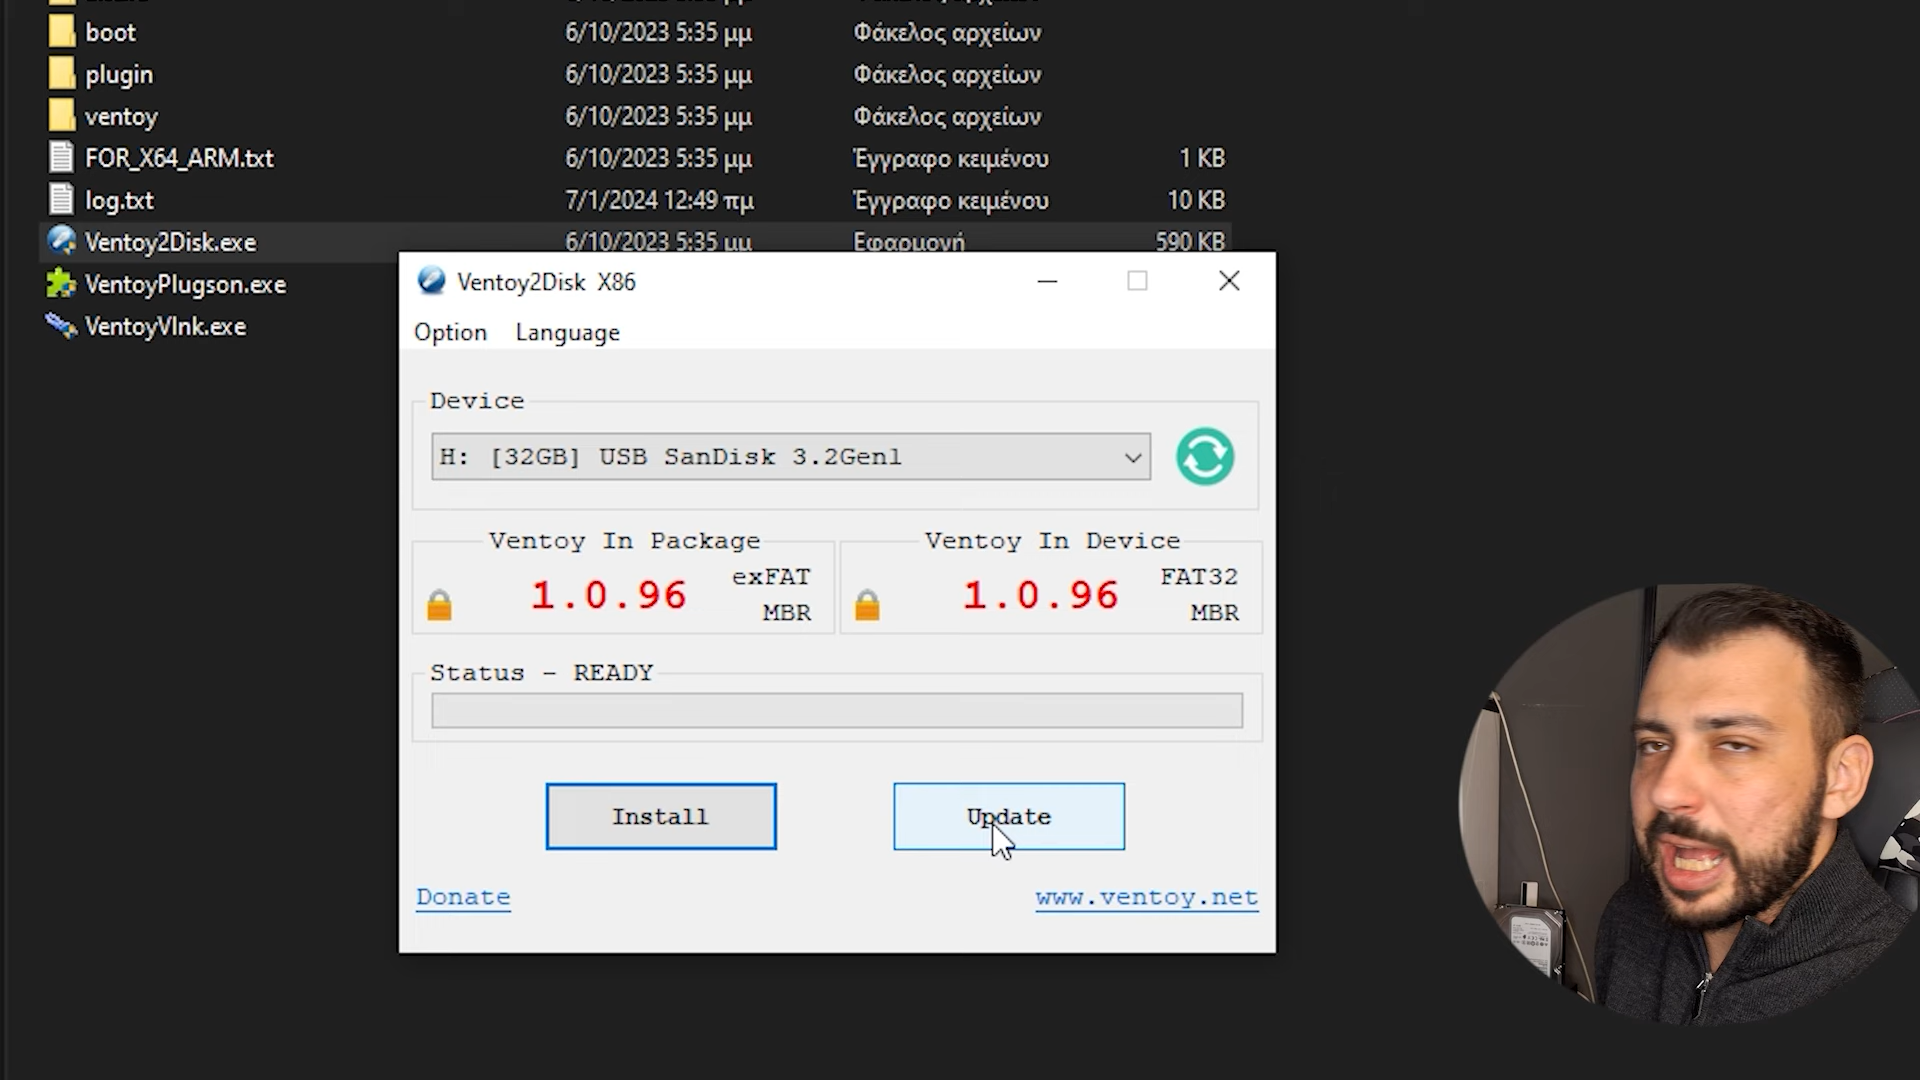 boot 6/10/2023 5:35 μμ Φάκελος αρχείων
plugin 6/10/2023 5:35 μμ Φάκελος αρχείων
ventoy 6/10/2023 5:35 μμ Φάκελος αρχείων
FOR_X64_ARM.txt 6/10/2023 5:35 μμ Έγγραφο κειμένου 1 KB
log.txt 7/1/2024 12:49 πμ Έγγραφο κειμένου 10 KB
Ventoy2Disk.exe 6/10/2023 5:35 μμ Εφαρμογή 590 KB
VentoyPlugson.exe
VentoyVlnk.exe
Ventoy2Disk X86
Option Language
Device
H: [32GB] USB SanDisk 3.2Gen1
Ventoy In Package Ventoy In Device
1.0.96 exFAT MBR 1.0.96 FAT32 MBR
Status - READY
Install Update
Donate www.ventoy.net